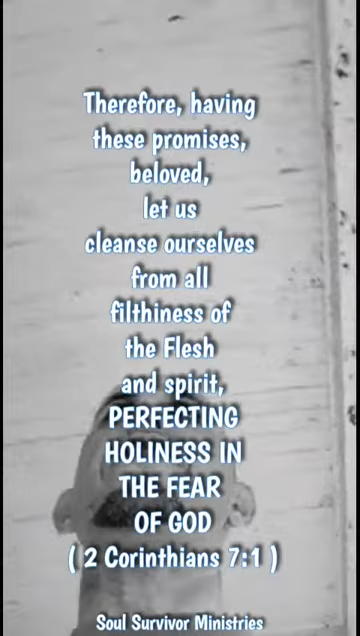 Therefore, having
these promises,
beloved,
let us
cleanse ourselves
from all
filthiness of
the Flesh
and spirit,
PERFECTING
HOLINESS IN
THE FEAR
OF GOD
( 2 Corinthians 7:1 )
Soul Survivor Ministries